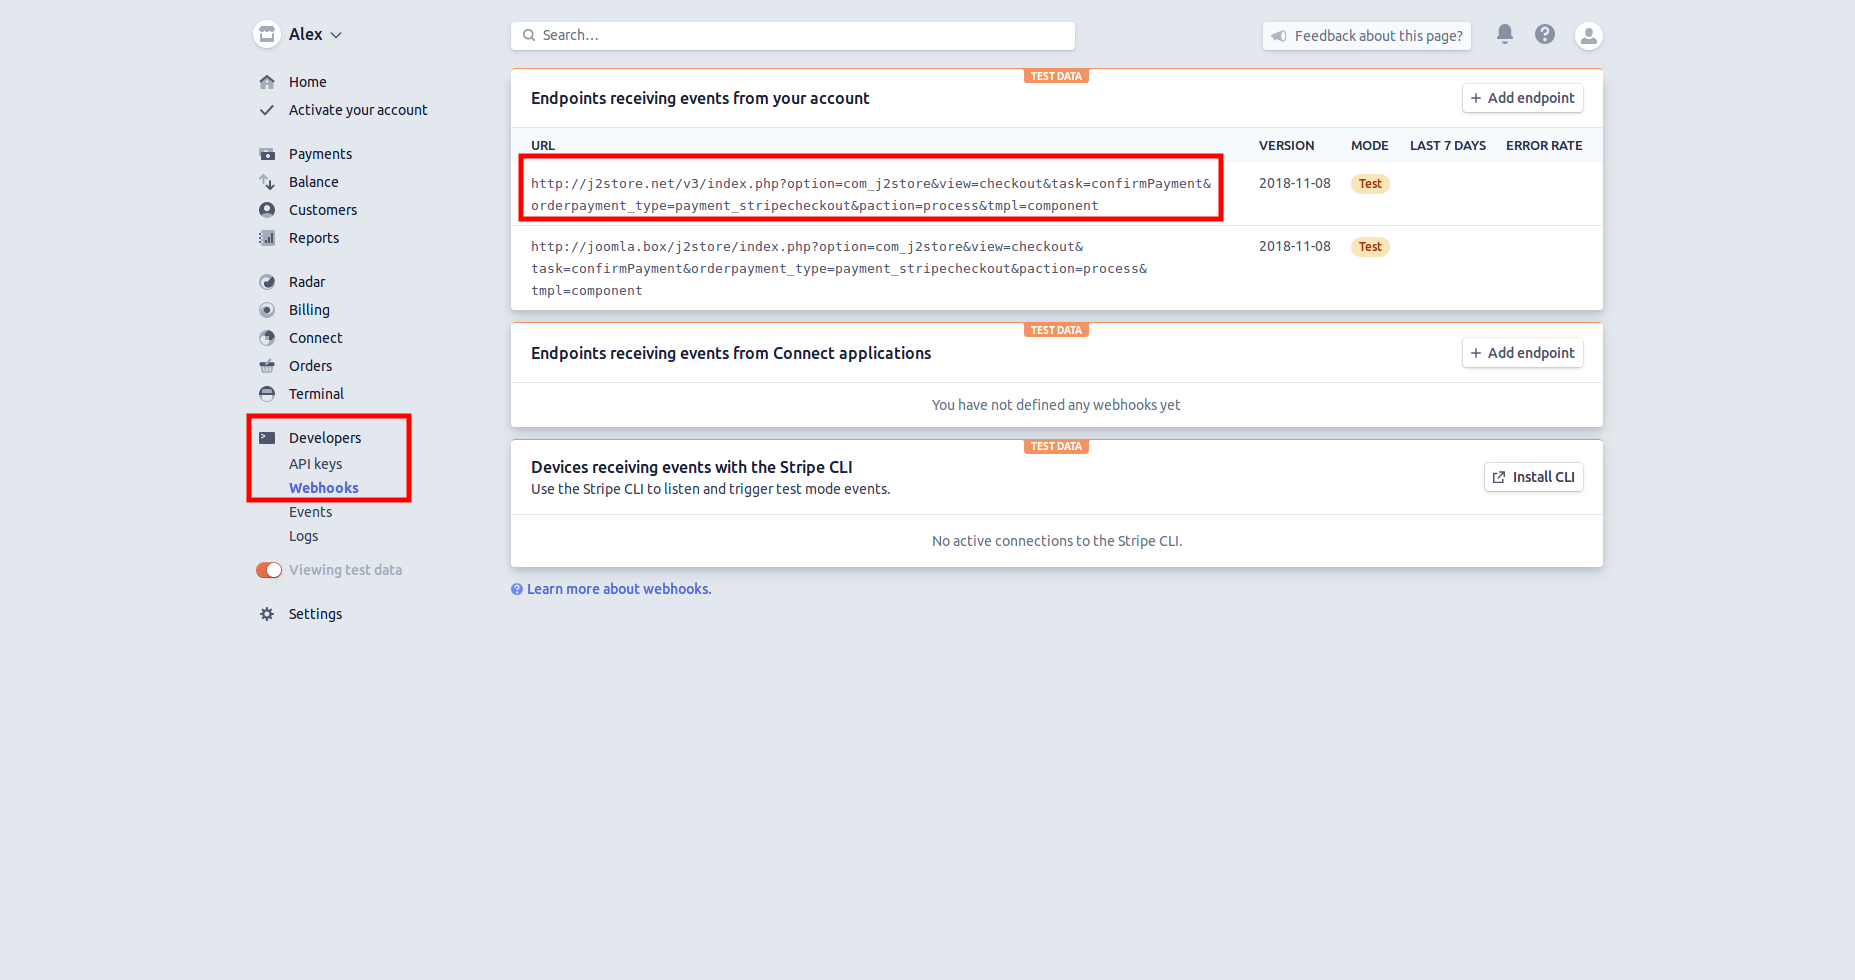 Alex
Search...
Feedback about this page?
Home
Activate your account
Payments
Balance
Customers
Reports
Radar
Billing
Connect
Orders
Terminal
Developers
API keys
Webhooks
Events
Logs
Viewing test data
Settings
TEST DATA
Endpoints receiving events from your account
+ Add endpoint
URL VERSION MODE LAST 7 DAYS ERROR RATE
http://j2store.net/v3/index.php?option=com_j2store&view=checkout&task=confirmPayment& 2018-11-08 Test
orderpayment_type=payment_stripecheckout&paction=process&tmpl=component
http://joomla.box/j2store/index.php?option=com_j2store&view=checkout& 2018-11-08 Test
task=confirmPayment&orderpayment_type=payment_stripecheckout&paction=process&
tmpl=component
TEST DATA
Endpoints receiving events from Connect applications
+ Add endpoint
You have not defined any webhooks yet
TEST DATA
Devices receiving events with the Stripe CLI
Use the Stripe CLI to listen and trigger test mode events.
Install CLI
No active connections to the Stripe CLI.
Learn more about webhooks.